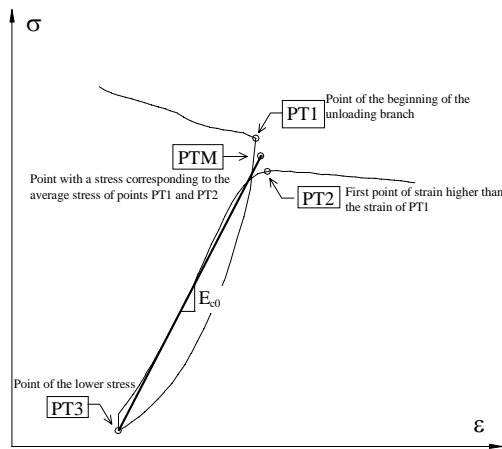 σ
PT1
Point of the beginning of the
unloading branch
PTM
Point with a stress corresponding to the
average stress of points PT1 and PT2
PT2
First point of strain higher than
the strain of PT1
E_c0
Point of the lower stress
PT3
ε